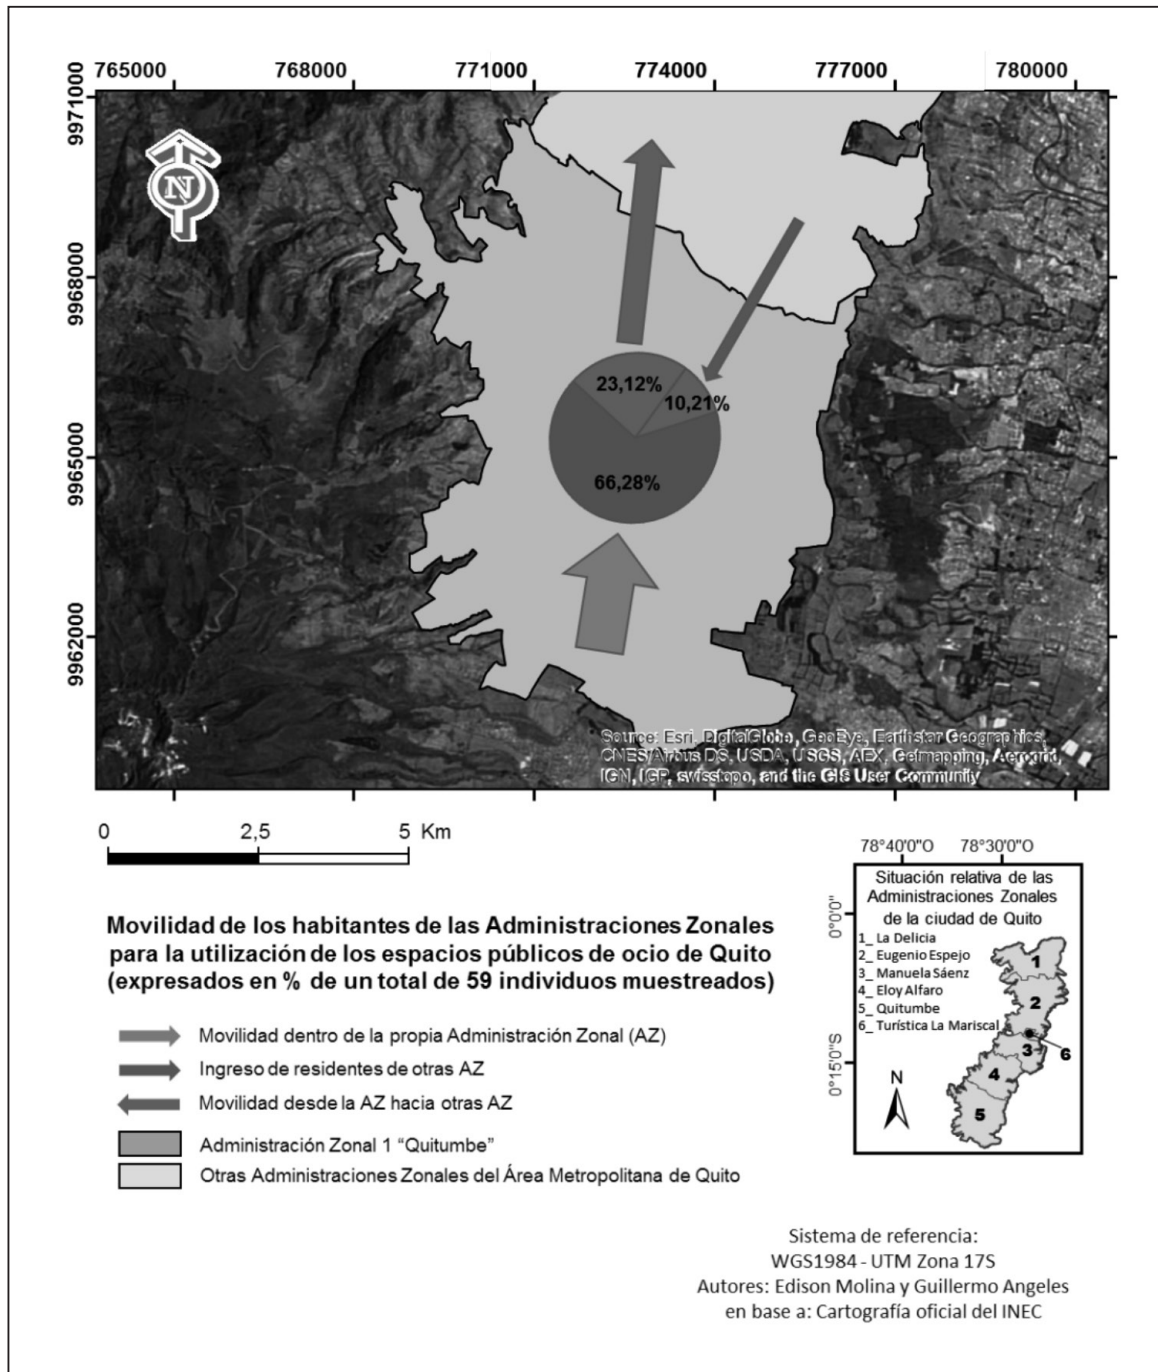 765000 768000 771000 774000 777000 780000
9971000
9968000
9965000
9962000
N
23,12%
10,21%
66,28%
Source: Esri, DigitalGlobe, GeoEye, Earthstar Geographics,
CNES/Airbus DS, USDA, USGS, AEX, Getmapping, Aerogrid,
IGN, IGP, swisstopo, and the GIS User Community
0 2,5 5 Km
Movilidad de los habitantes de las Administraciones Zonales
para la utilización de los espacios públicos de ocio de Quito
(expresados en % de un total de 59 individuos muestreados)
Movilidad dentro de la propia Administración Zonal (AZ)
Ingreso de residentes de otras AZ
Movilidad desde la AZ hacia otras AZ
Administración Zonal 1 “Quitumbe”
Otras Administraciones Zonales del Área Metropolitana de Quito
78°40'0"O 78°30'0"O
0°0'0"
0°15'0"S
Situación relativa de las
Administraciones Zonales
de la ciudad de Quito
1_ La Delicia
2_ Eugenio Espejo
3_ Manuela Sáenz
4_ Eloy Alfaro
5_ Quitumbe
6_ Turística La Mariscal
1
2
3
6
4
5
N
Sistema de referencia:
WGS1984 - UTM Zona 17S
Autores: Edison Molina y Guillermo Angeles
en base a: Cartografía oficial del INEC